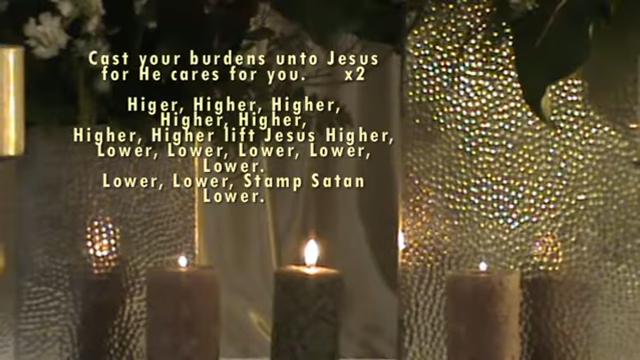 Cast your burdens unto Jesus
for He cares for you. x2
Higer, Higher, Higher,
Higher, Higher,
Higher, Higher lift Jesus Higher,
Lower, Lower, Lower, Lower,
Lower.
Lower, Lower, Stamp Satan
Lower.